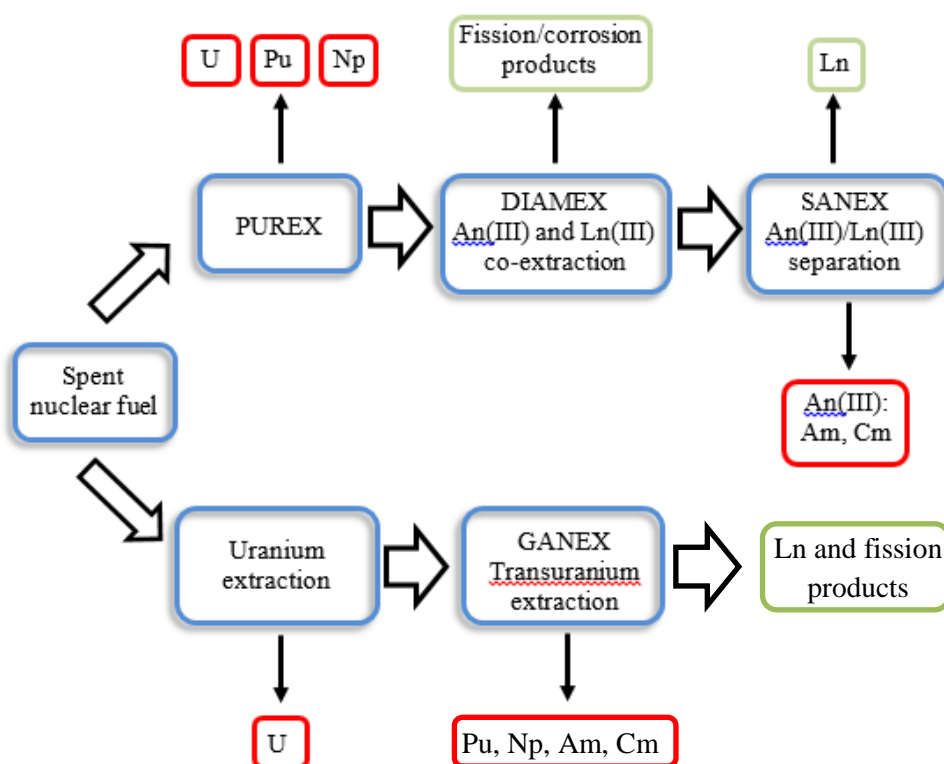 U
Pu
Np
Fission/corrosion
products
Ln
PUREX
DIAMEX
An(III) and Ln(III)
co-extraction
SANEX
An(III)/Ln(III)
separation
Spent
nuclear fuel
An(III):
Am, Cm
Uranium
extraction
GANEX
Transuranium
extraction
Ln and fission
products
U
Pu, Np, Am, Cm